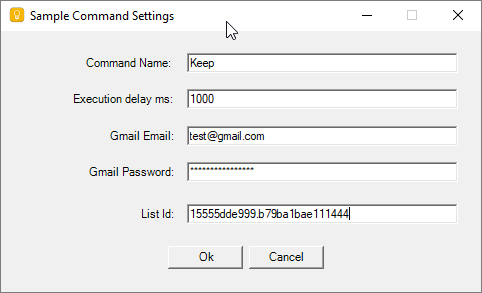 Sample Command Settings
Command Name: Keep
Execution delay ms: 1000
Gmail Email: test@gmail.com
Gmail Password: ****************
List Id: 15555dde999.b79ba1bae111444
Ok Cancel